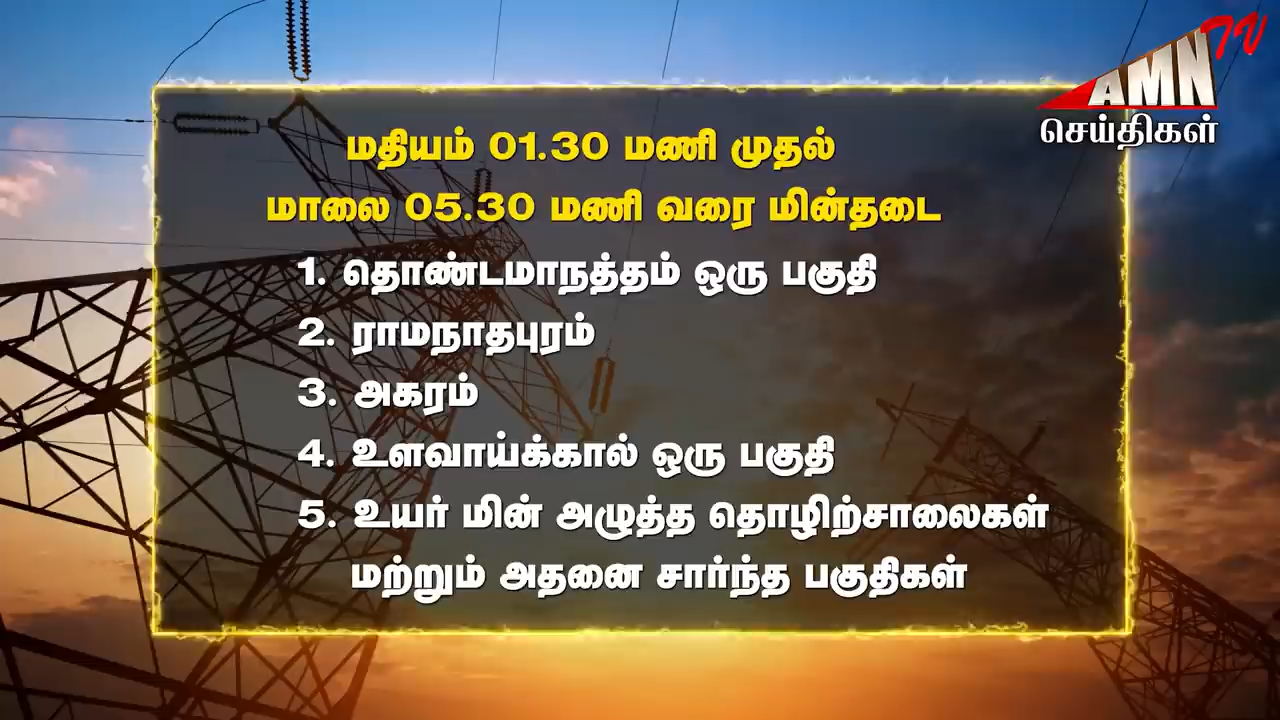 AMN TV
செய்திகள்
மதியம் 01.30 மணி முதல்
மாலை 05.30 மணி வரை மின்தடை
1. தொண்டமாநத்தம் ஒரு பகுதி
2. ராமநாதபுரம்
3. அகரம்
4. உளவாய்க்கால் ஒரு பகுதி
5. உயர் மின் அழுத்த தொழிற்சாலைகள்
மற்றும் அதனை சார்ந்த பகுதிகள்